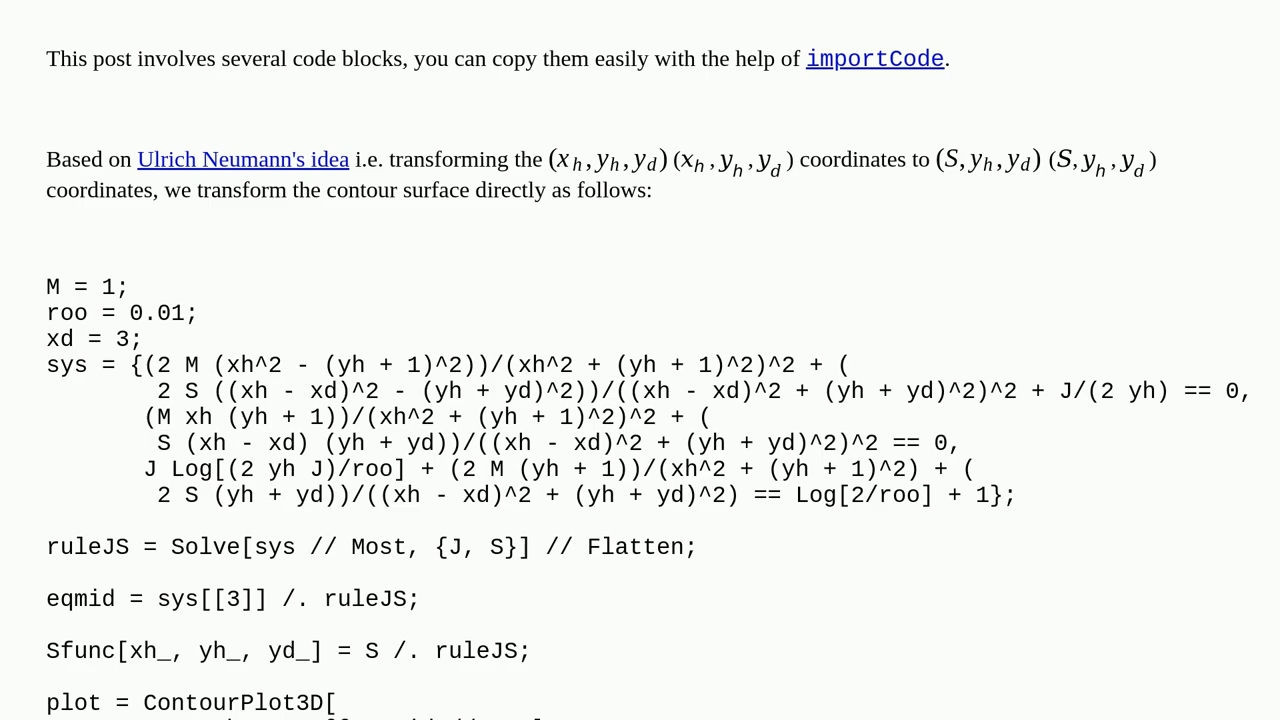 This post involves several code blocks, you can copy them easily with the help of importCode.
Based on Ulrich Neumann's idea i.e. transforming the (xh,yh,yd) (xh,yh,yd) coordinates to (S,yh,yd) (S,yh,yd)
coordinates, we transform the contour surface directly as follows:
M = 1;
roo = 0.01;
xd = 3;
sys = {(2 M (xh^2 - (yh + 1)^2))/(xh^2 + (yh + 1)^2)^2 + (
        2 S ((xh - xd)^2 - (yh + yd)^2))/((xh - xd)^2 + (yh + yd)^2)^2 + J/(2 yh) == 0,
       (M xh (yh + 1))/(xh^2 + (yh + 1)^2)^2 + (
        S (xh - xd) (yh + yd))/((xh - xd)^2 + (yh + yd)^2)^2 == 0,
       J Log[(2 yh J)/roo] + (2 M (yh + 1))/(xh^2 + (yh + 1)^2) + (
        2 S (yh + yd))/((xh - xd)^2 + (yh + yd)^2) == Log[2/roo] + 1};
ruleJS = Solve[sys // Most, {J, S}] // Flatten;
eqmid = sys[[3]] /. ruleJS;
Sfunc[xh_, yh_, yd_] = S /. ruleJS;
plot = ContourPlot3D[